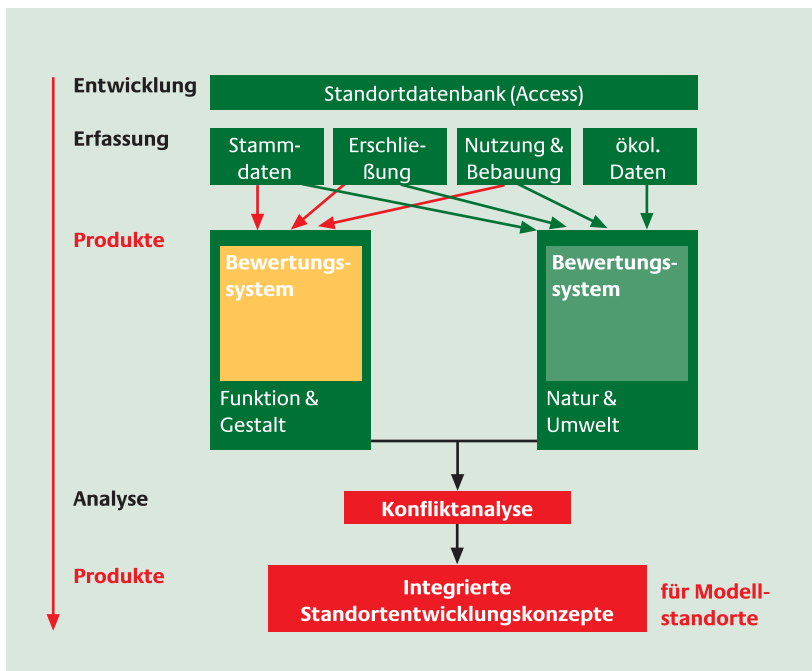 Entwicklung
Standortdatenbank (Access)
Erfassung
Stamm-
daten
Erschlie-
ßung
Nutzung &
Bebauung
ökol.
Daten
Produkte
Bewertungs-
system
Funktion &
Gestalt
Bewertungs-
system
Natur &
Umwelt
Analyse
Konfliktanalyse
Produkte
Integrierte
Standortentwicklungskonzepte
für Modell-
standorte